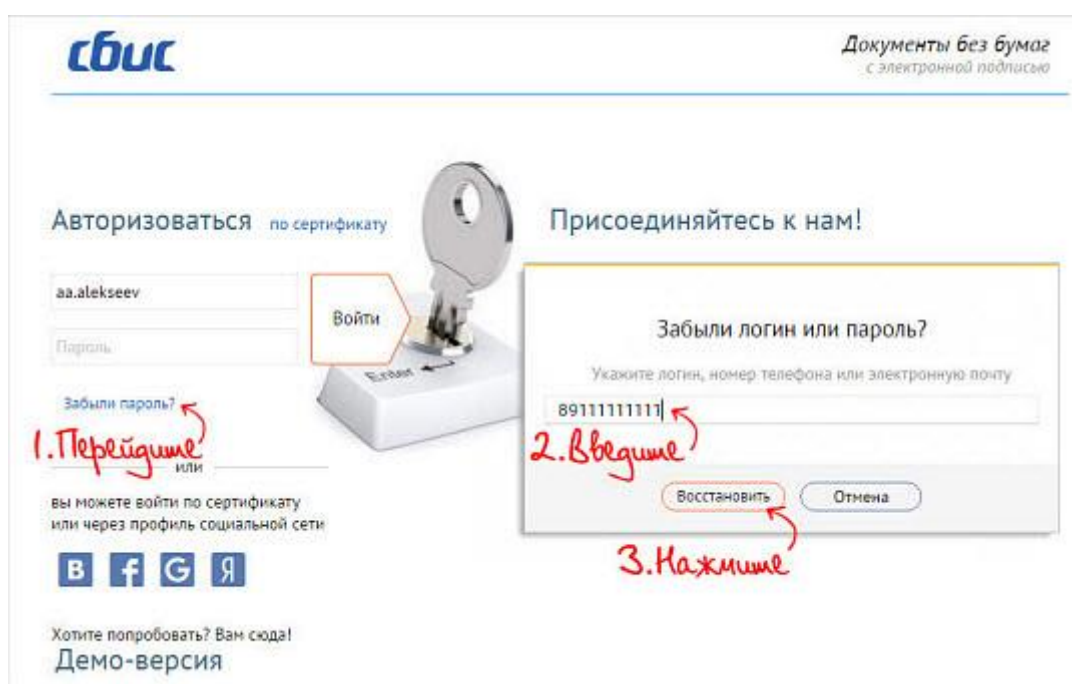 сбис
Документы без бумаг
с электронной подписью
Авторизоваться по сертификату
aa.alekseev
Пароль
Войти
Enter
Забыли пароль?
1. Перейдите
или
вы можете войти по сертификату
или через профиль социальной сети
В f G Я
Хотите попробовать? Вам сюда!
Демо-версия
Присоединяйтесь к нам!
Забыли логин или пароль?
Укажите логин, номер телефона или электронную почту
89111111111
2. Введите
Восстановить Отмена
3. Нажмите